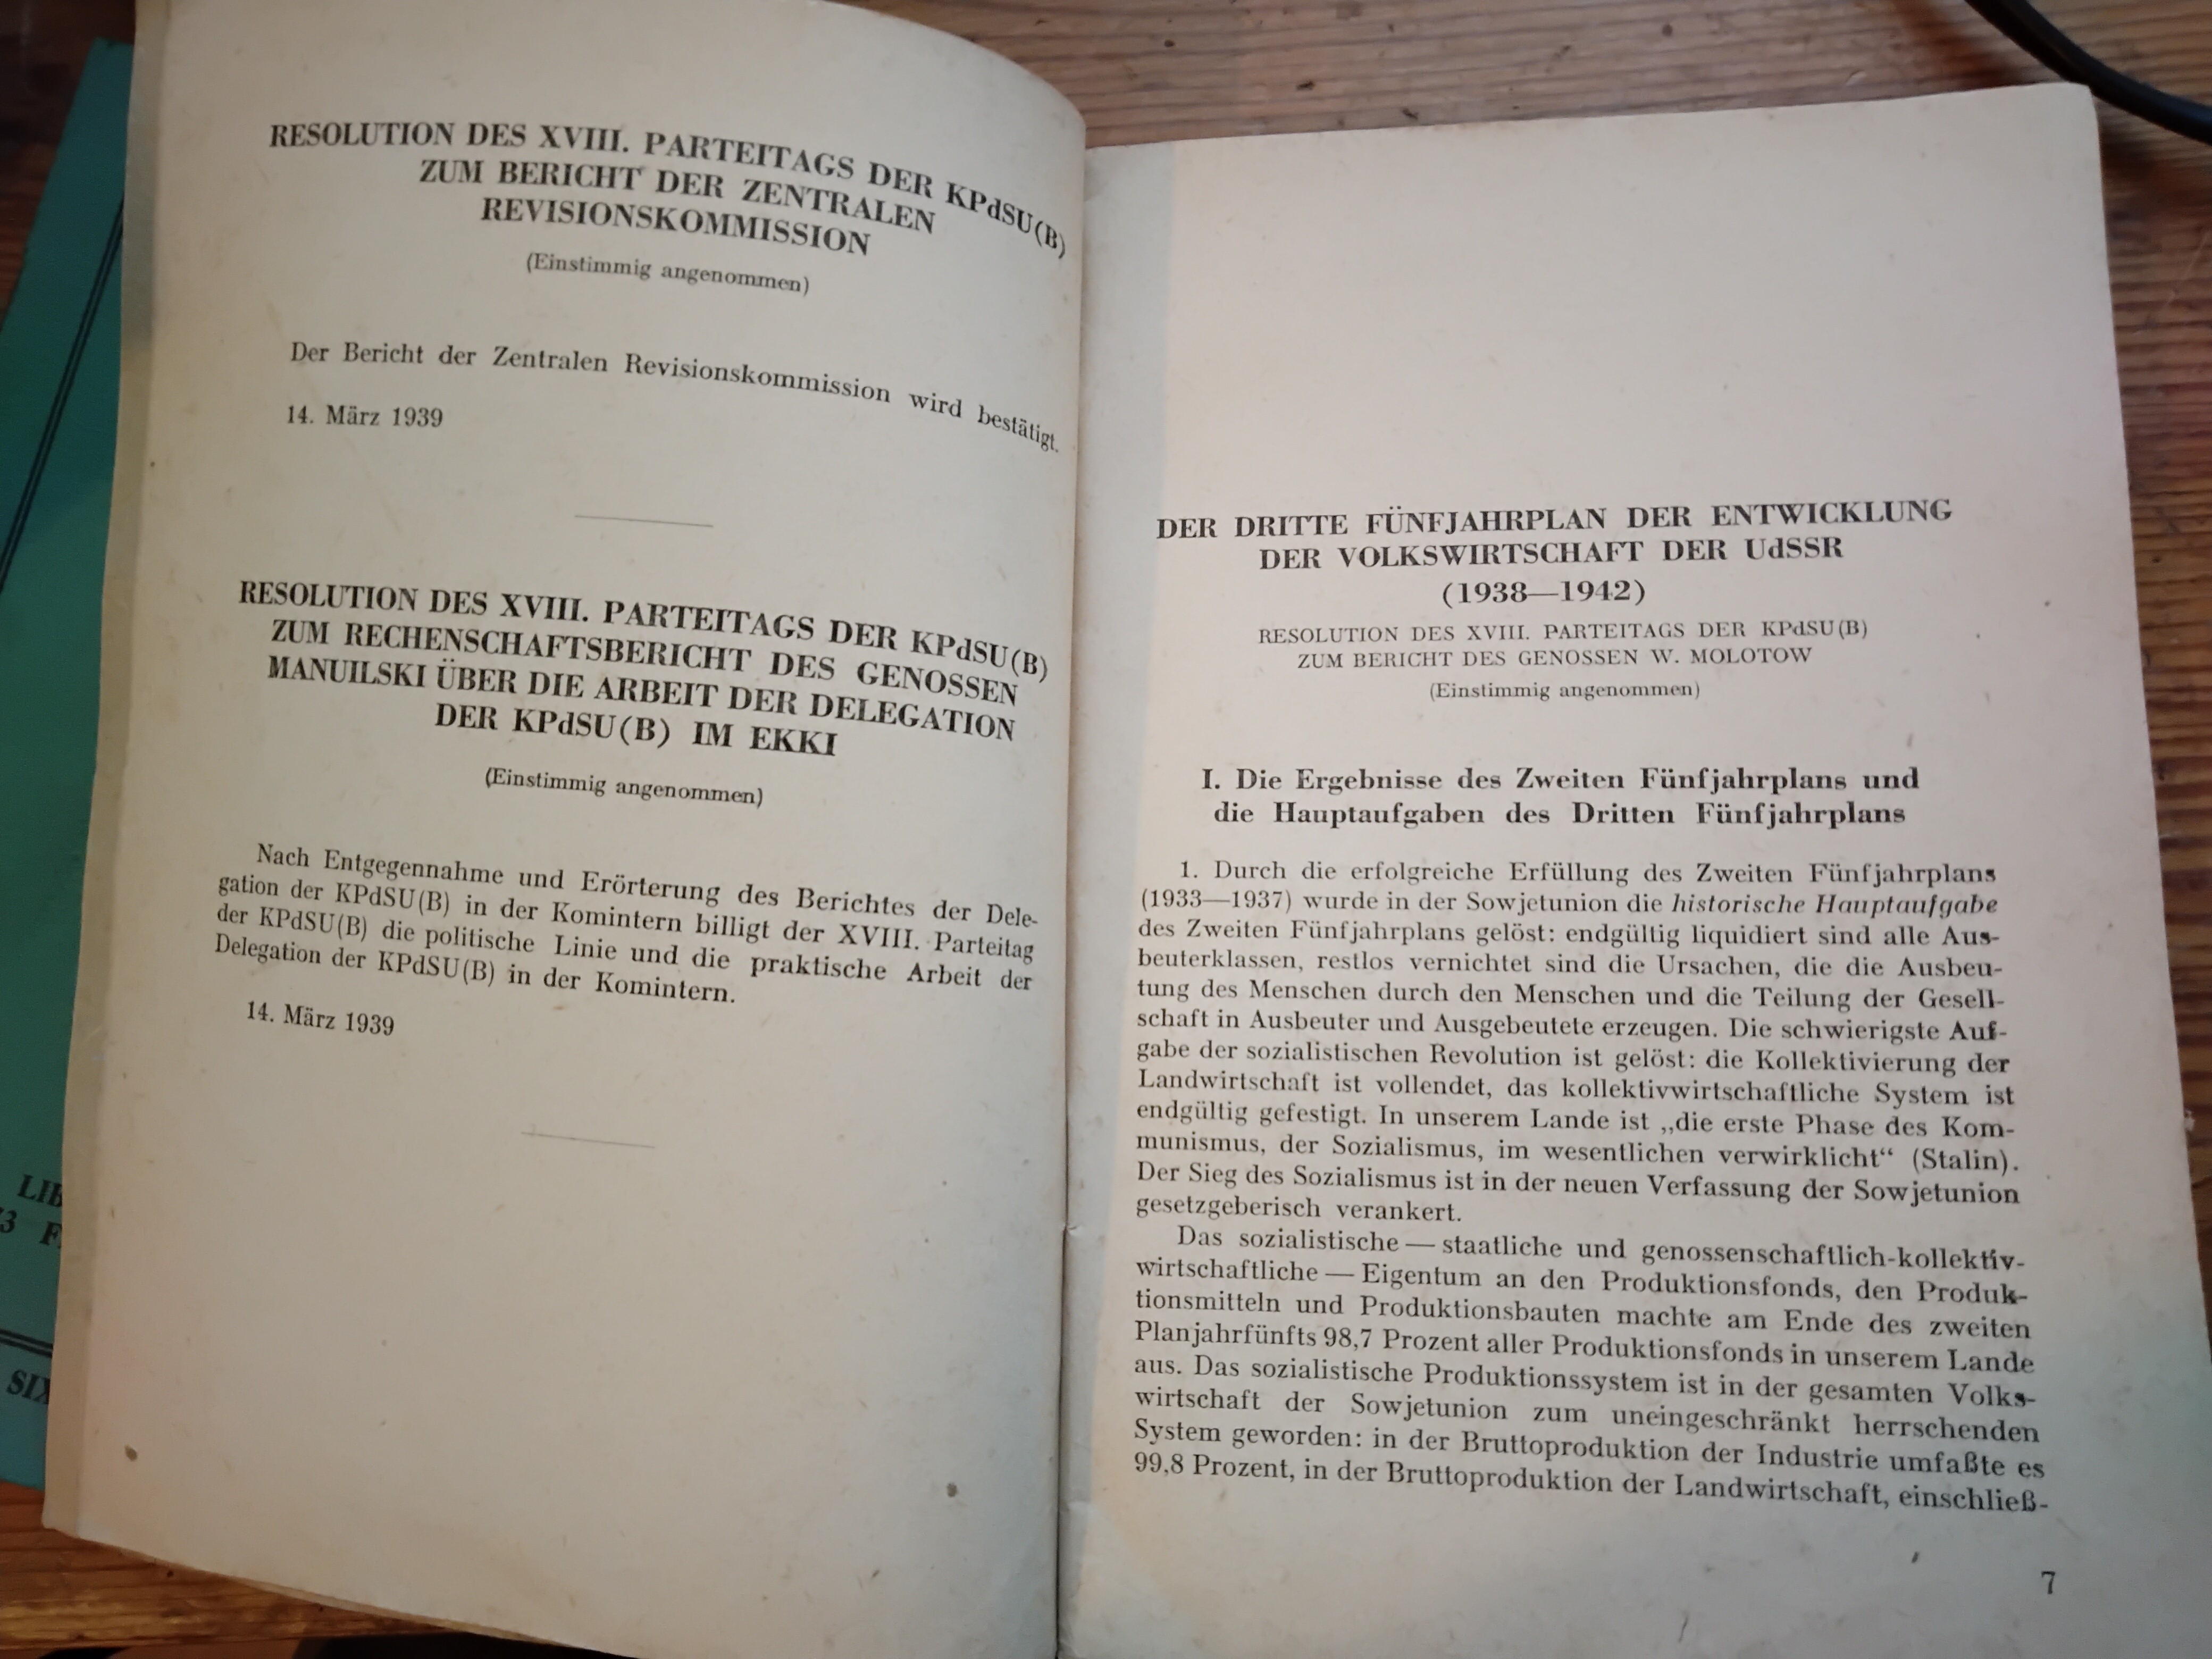 RESOLUTION DES XVIII. PARTEITAGS DER KPdSU(B)
ZUM BERICHT DER ZENTRALEN
REVISIONSKOMMISSION
(Einstimmig angenommen)
Der Bericht der Zentralen Revisionskommission wird bestätigt.
14. März 1939
RESOLUTION DES XVIII. PARTEITAGS DER KPdSU(B)
ZUM RECHENSCHAFTSBERICHT DES GENOSSEN
MANUILSKI ÜBER DIE ARBEIT DER DELEGATION
DER KPdSU(B) IM EKKI
(Einstimmig angenommen)
Nach Entgegennahme und Erörterung des Berichtes der Dele-
gation der KPdSU(B) in der Komintern billigt der XVIII. Parteitag
der KPdSU(B) die politische Linie und die praktische Arbeit der
Delegation der KPdSU(B) in der Komintern.
14. März 1939
DER DRITTE FÜNFJAHRPLAN DER ENTWICKLUNG
DER VOLKSWIRTSCHAFT DER UdSSR
(1938—1942)
RESOLUTION DES XVIII. PARTEITAGS DER KPdSU(B)
ZUM BERICHT DES GENOSSEN W. MOLOTOW
(Einstimmig angenommen)
I. Die Ergebnisse des Zweiten Fünfjahrplans und
die Hauptaufgaben des Dritten Fünfjahrplans
1. Durch die erfolgreiche Erfüllung des Zweiten Fünfjahrplans
(1933—1937) wurde in der Sowjetunion die historische Hauptaufgabe
des Zweiten Fünfjahrplans gelöst: endgültig liquidiert sind alle Aus-
beuterklassen, restlos vernichtet sind die Ursachen, die die Ausbeu-
tung des Menschen durch den Menschen und die Teilung der Gesell-
schaft in Ausbeuter und Ausgebeutete erzeugen. Die schwierigste Auf-
gabe der sozialistischen Revolution ist gelöst: die Kollektivierung der
Landwirtschaft ist vollendet, das kollektivwirtschaftliche System ist
endgültig gefestigt. In unserem Lande ist „die erste Phase des Kom-
munismus, der Sozialismus, im wesentlichen verwirklicht“ (Stalin).
Der Sieg des Sozialismus ist in der neuen Verfassung der Sowjetunion
gesetzgeberisch verankert.
Das sozialistische — staatliche und genossenschaftlich-kollektiv-
wirtschaftliche — Eigentum an den Produktionsfonds, den Produk-
tionsmitteln und Produktionsbauten machte am Ende des zweiten
Planjahrfünfts 98,7 Prozent aller Produktionsfonds in unserem Lande
aus. Das sozialistische Produktionssystem ist in der gesamten Volks-
wirtschaft der Sowjetunion zum uneingeschränkt herrschenden
System geworden: in der Bruttoproduktion der Industrie umfaßte es
99,8 Prozent, in der Bruttoproduktion der Landwirtschaft, einschließ-
7